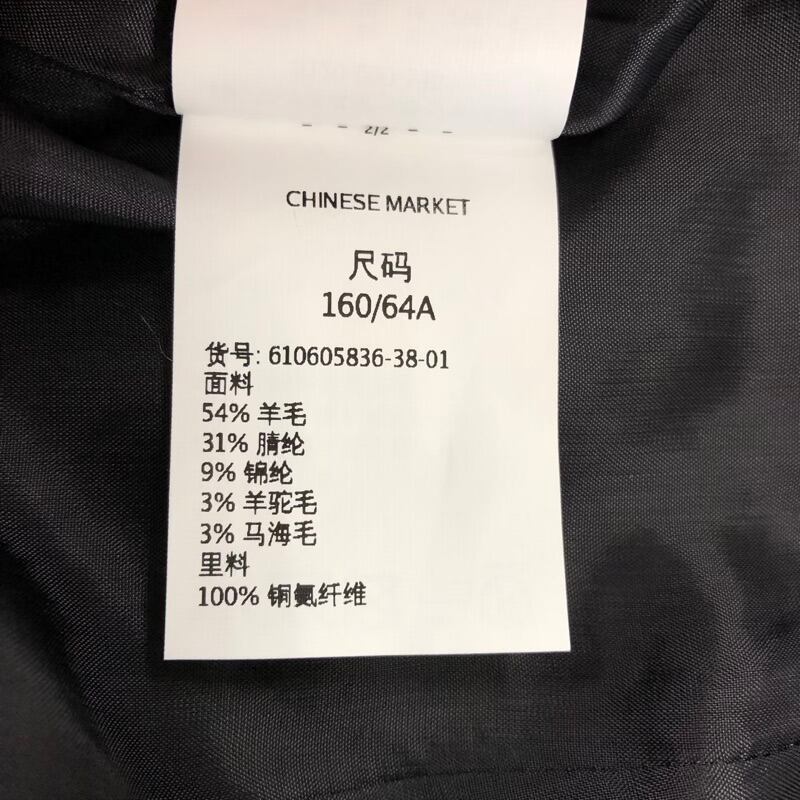 - - 2/2 - -
CHINESE MARKET
尺码
160/64A
货号: 610605836-38-01
面料
54% 羊毛
31% 腈纶
9% 锦纶
3% 羊驼毛
3% 马海毛
里料
100% 铜氨纤维